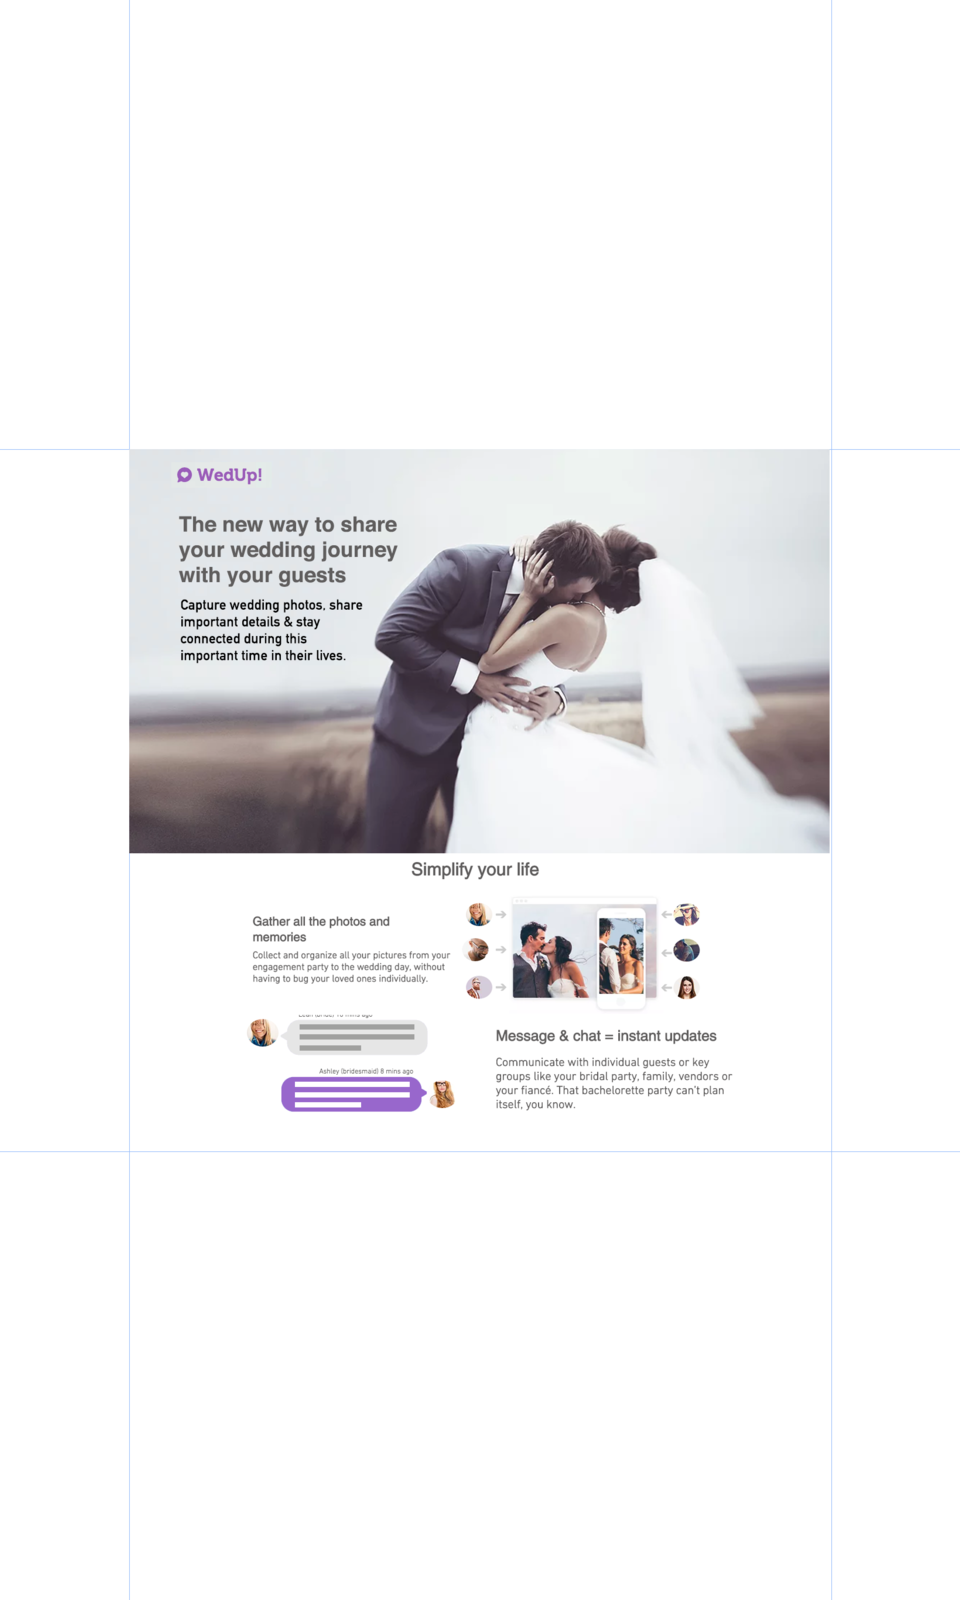 WedUp!
The new way to share
your wedding journey
with your guests
Capture wedding photos, share
important details & stay
connected during this
important time in their lives.
Simplify your life
Gather all the photos and
memories
Collect and organize all your pictures from your
engagement party to the wedding day, without
having to bug your loved ones individually.
mins ago
Ashley (bridesmaid) 8 mins ago
Message & chat = instant updates
Communicate with individual guests or key
groups like your bridal party, family, vendors or
your fiancé. That bachelorette party can't plan
itself, you know.